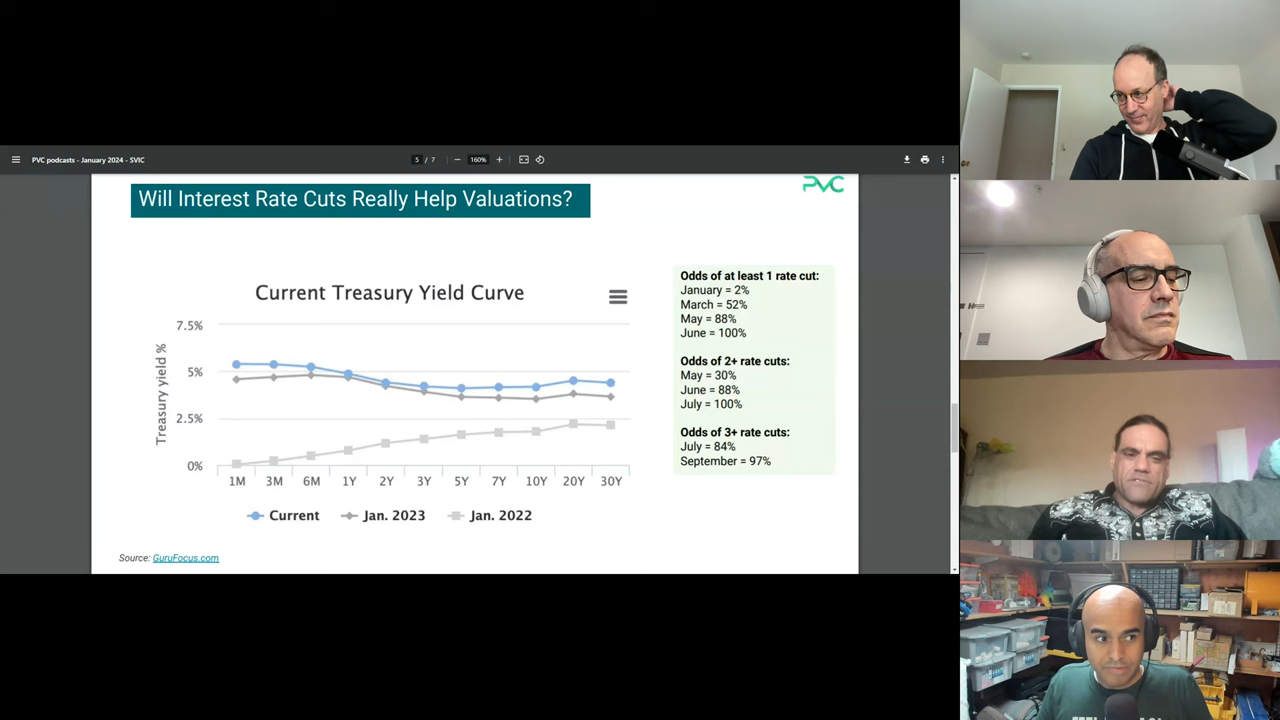 PVC podcasts - January 2024 - SVIC
5 / 7
160%
Will Interest Rate Cuts Really Help Valuations?
PVC
Current Treasury Yield Curve
Treasury yield %
7.5%
5%
2.5%
0%
1M 3M 6M 1Y 2Y 3Y 5Y 7Y 10Y 20Y 30Y
Current Jan. 2023 Jan. 2022
Odds of at least 1 rate cut:
January = 2%
March = 52%
May = 88%
June = 100%
Odds of 2+ rate cuts:
May = 30%
June = 88%
July = 100%
Odds of 3+ rate cuts:
July = 84%
September = 97%
Source: GuruFocus.com